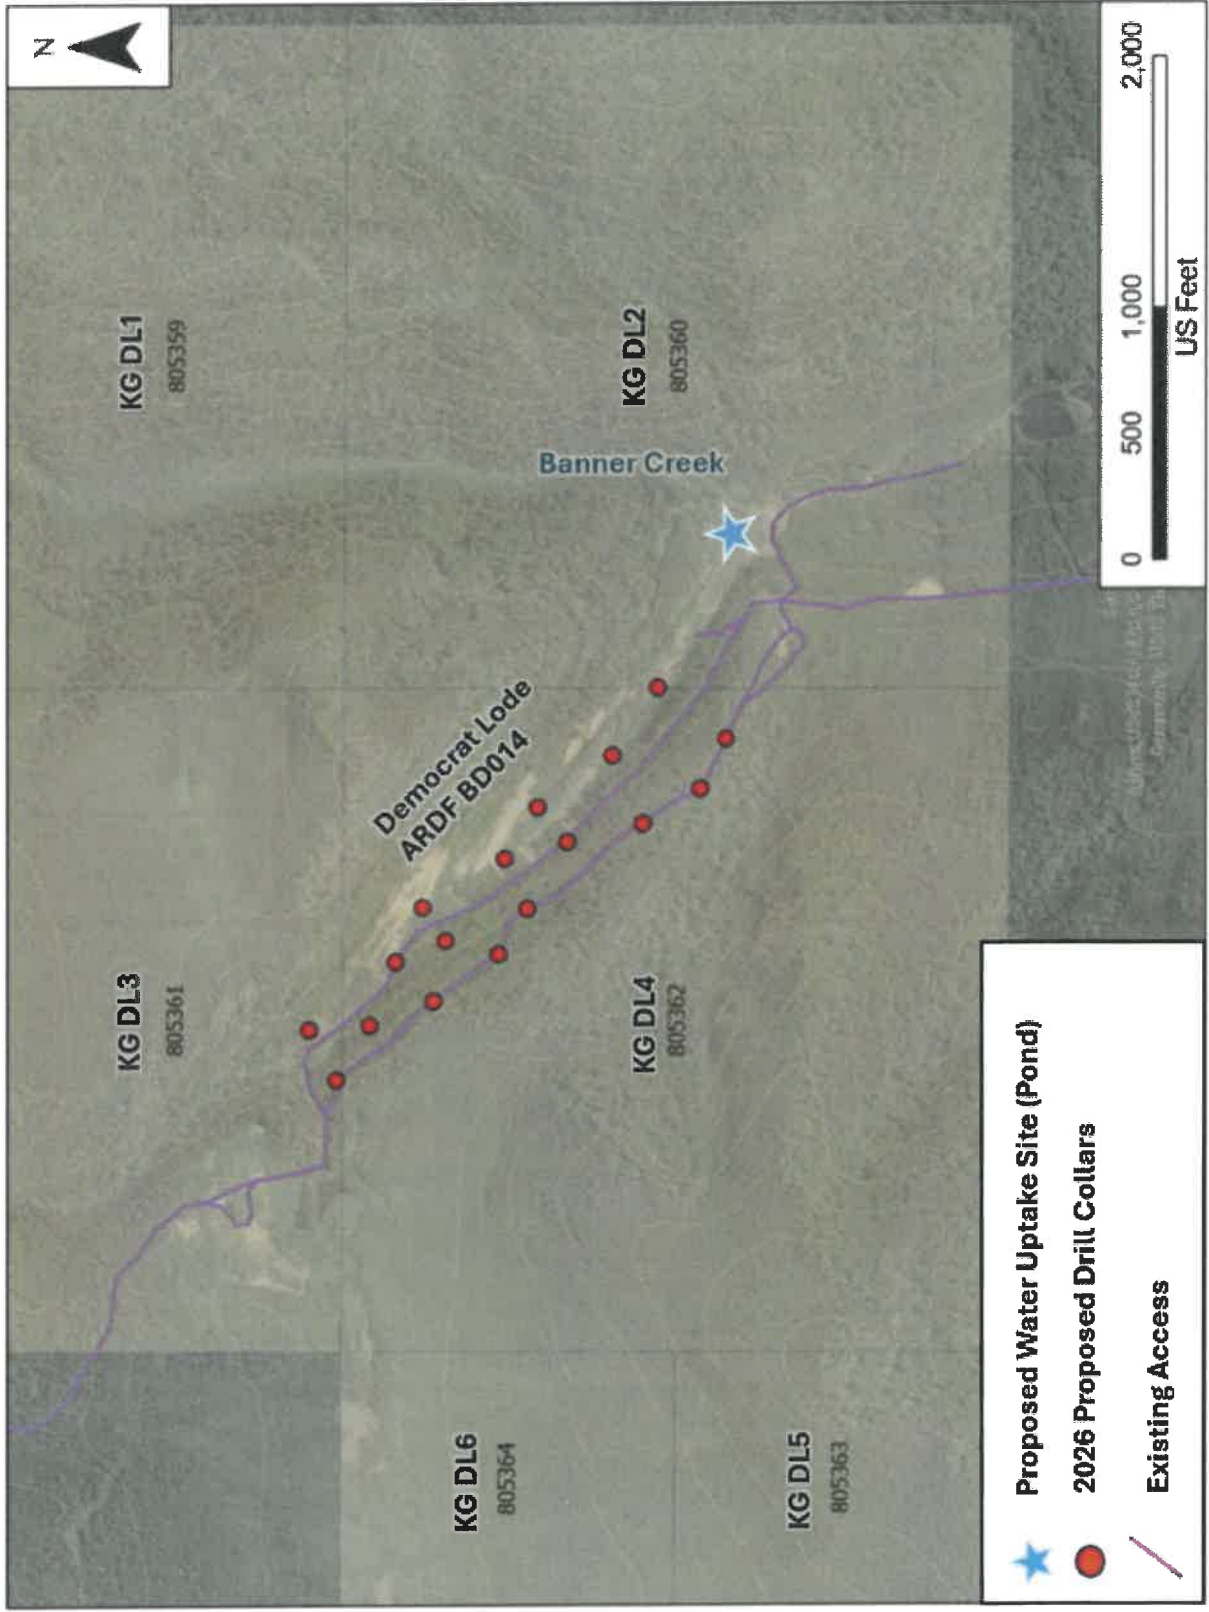 N
KG DL3
805361
KG DL1
805359
Democrat Lode
ARDF BD014
Banner Creek
KG DL6
805364
KG DL4
805362
KG DL2
805360
KG DL5
805363
Proposed Water Uptake Site (Pond)
2026 Proposed Drill Collars
Existing Access
0 500 1,000 2,000
US Feet